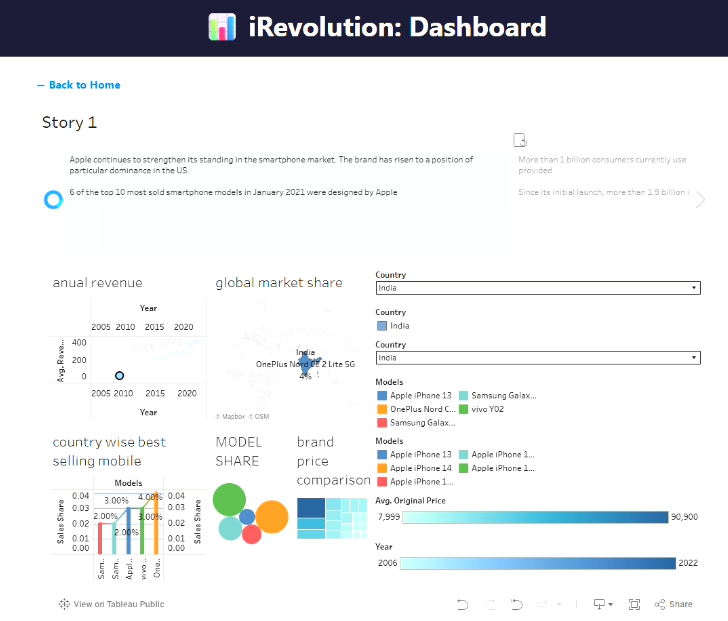 iRevolution: Dashboard
← Back to Home
Story 1
Apple continues to strengthen its standing in the smartphone market. The brand has risen to a position of
particular dominance in the US.
6 of the top 10 most sold smartphone models in January 2021 were designed by Apple
More than 1 billion consumers currently use
provided
Since its initial launch, more than 1.9 billion i
anual revenue
Year
2005 2010 2015 2020
Avg. Reve...
400
200
0
2005 2010 2015 2020
Year
global market share
India
OnePlus Nord CE 2 Lite 5G
4%
© Mapbox © OSM
Country
India
Country
India
Country
India
Models
Apple iPhone 13 Samsung Galax...
OnePlus Nord C... vivo Y02
Samsung Galax...
Models
Apple iPhone 13 Apple iPhone 1...
Apple iPhone 14 Apple iPhone 1...
Apple iPhone 1...
Avg. Original Price
7,999 90,900
Year
2006 2022
country wise best
selling mobile
Models
Sales Share
0.04
0.03
0.02
0.01
0.00
2.00% 3.00% 2.00% 4.00% 3.00%
0.04
0.03
0.02
0.01
0.00
Sales Share
Sam..
Sam..
Appl..
vivo..
One..
MODEL
SHARE
brand
price
comparison
View on Tableau Public
Share